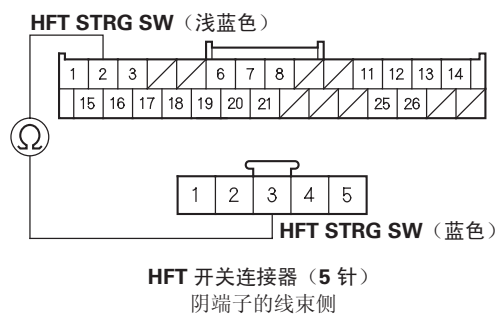 HFT STRG SW（浅蓝色）
1 2 3 6 7 8 11 12 13 14
15 16 17 18 19 20 21 25 26
Ω
1 2 3 4 5
HFT STRG SW（蓝色）
HFT 开关连接器（5 针）
阴端子的线束侧